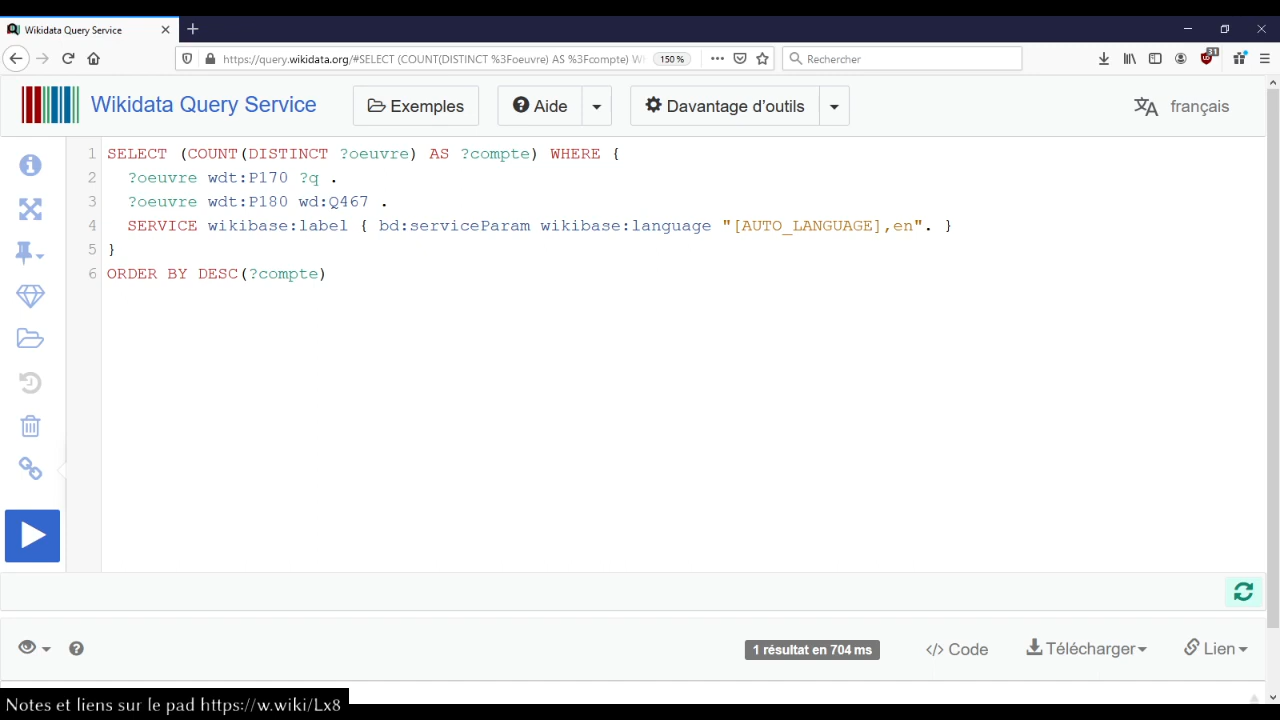 Wikidata Query Service
https://query.wikidata.org/#SELECT (COUNT(DISTINCT %3Foeuvre) AS %3Fcompte) W
150 %
Rechercher
31
Wikidata Query Service
Exemples
Aide
Davantage d'outils
français
1 SELECT (COUNT(DISTINCT ?oeuvre) AS ?compte) WHERE {
2 ?oeuvre wdt:P170 ?q .
3 ?oeuvre wdt:P180 wd:Q467 .
4 SERVICE wikibase:label { bd:serviceParam wikibase:language "[AUTO_LANGUAGE],en". }
5 }
6 ORDER BY DESC(?compte)
1 résultat en 704 ms
</> Code
Télécharger
Lien
Notes et liens sur le pad https://w.wiki/Lx8